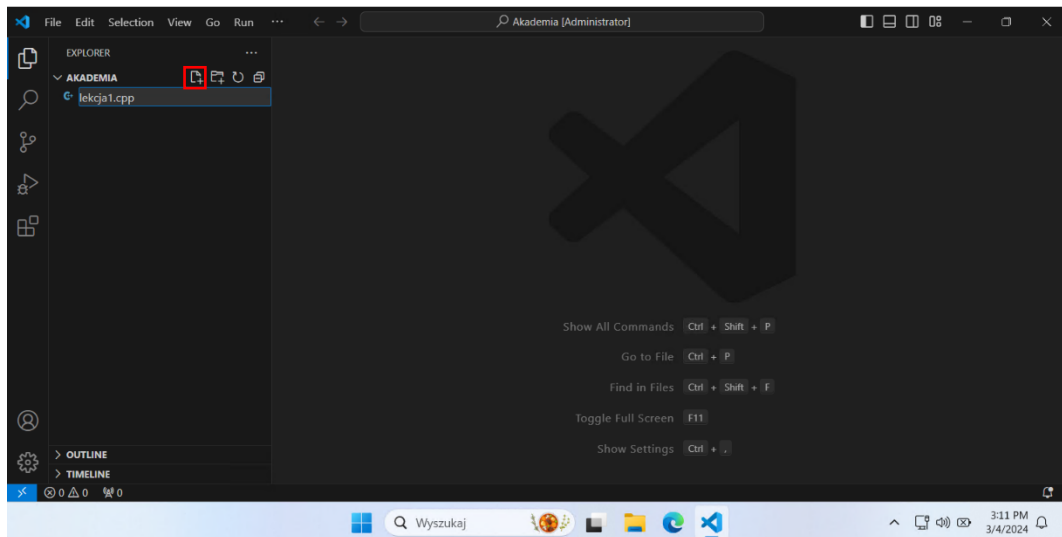 File Edit Selection View Go Run ··· Akademia [Administrator]
EXPLORER ···
AKADEMIA
lekcja1.cpp
Show All Commands Ctrl + Shift + P
Go to File Ctrl + P
Find in Files Ctrl + Shift + F
Toggle Full Screen F11
Show Settings Ctrl + ,
OUTLINE
TIMELINE
0 0 0
Wyszukaj
3:11 PM
3/4/2024